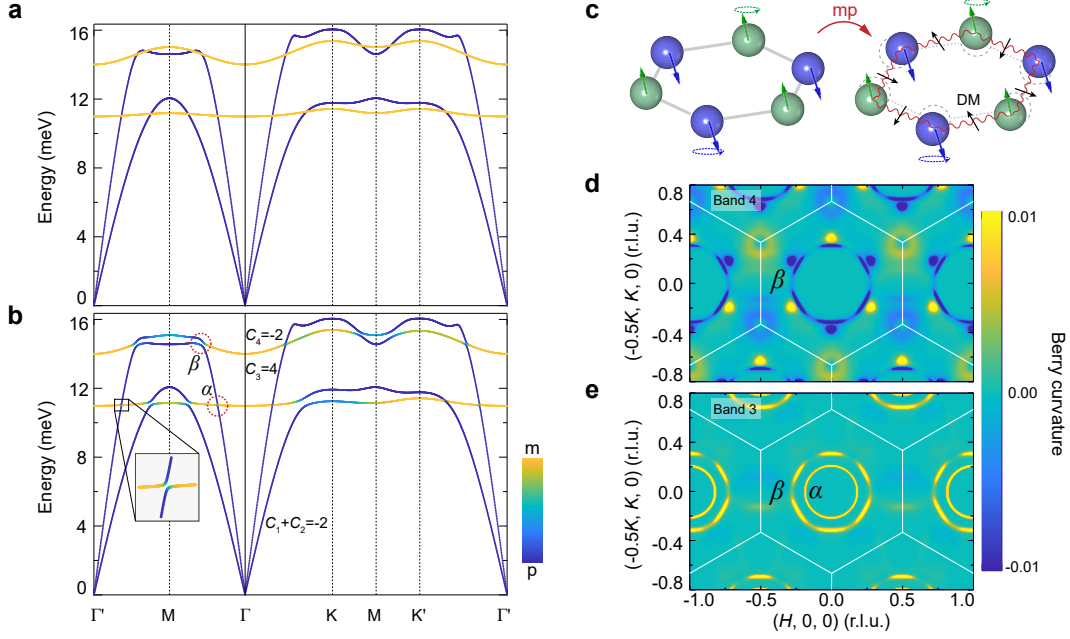 a
16
12
8
4
0
Energy (meV)
b
16
12
8
4
0
Energy (meV)
C4=-2
C3=4
C1+C2=-2
β
α
m
p
Γ'
M
Γ
K
M
K'
Γ'
c
mp
DM
d
Band 4
β
0.8
0.4
0.0
-0.4
-0.8
(-0.5K, K, 0) (r.l.u.)
e
Band 3
β
α
0.8
0.4
0.0
-0.4
-0.8
(-0.5K, K, 0) (r.l.u.)
-1.0
-0.5
0.0
0.5
1.0
(H, 0, 0) (r.l.u.)
0.01
0.00
-0.01
Berry curvature